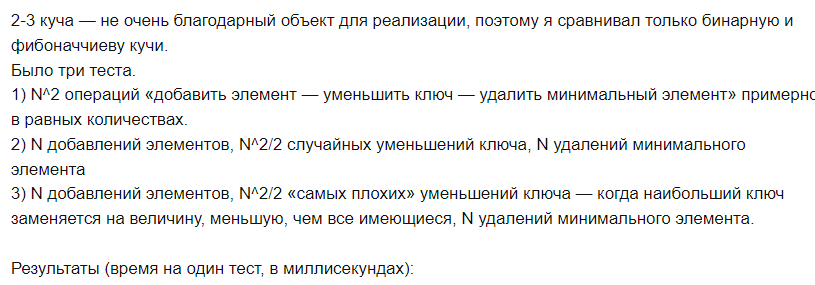 2-3 куча — не очень благодарный объект для реализации, поэтому я сравнивал только бинарную и
фибоначчиеву кучи.
Было три теста.
1) N^2 операций «добавить элемент — уменьшить ключ — удалить минимальный элемент» примерно
в равных количествах.
2) N добавлений элементов, N^2/2 случайных уменьшений ключа, N удалений минимального
элемента
3) N добавлений элементов, N^2/2 «самых плохих» уменьшений ключа — когда наибольший ключ
заменяется на величину, меньшую, чем все имеющиеся, N удалений минимального элемента.
Результаты (время на один тест, в миллисекундах):